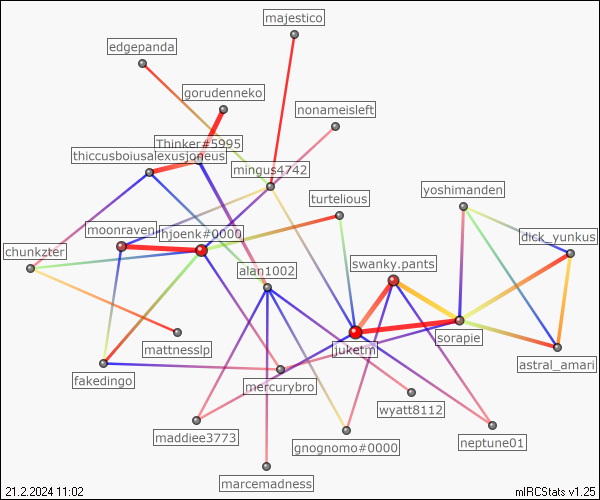 majestico
edgepanda
gorudenneko
nonameisleft
Thinker#5995
mingus4742
yoshimanden
turtelious
moonraven
hjoenk#0000
dick_yunkus
chunkzter
alan1002
swanky.pants
mattnesslp
juketm
sorapie
astral_amari
fakedingo
mercurybro
wyatt8112
maddiee3773
gnognomo#0000
neptune01
marcemadness
21.2.2024 11:02
mIRCStats v1.25